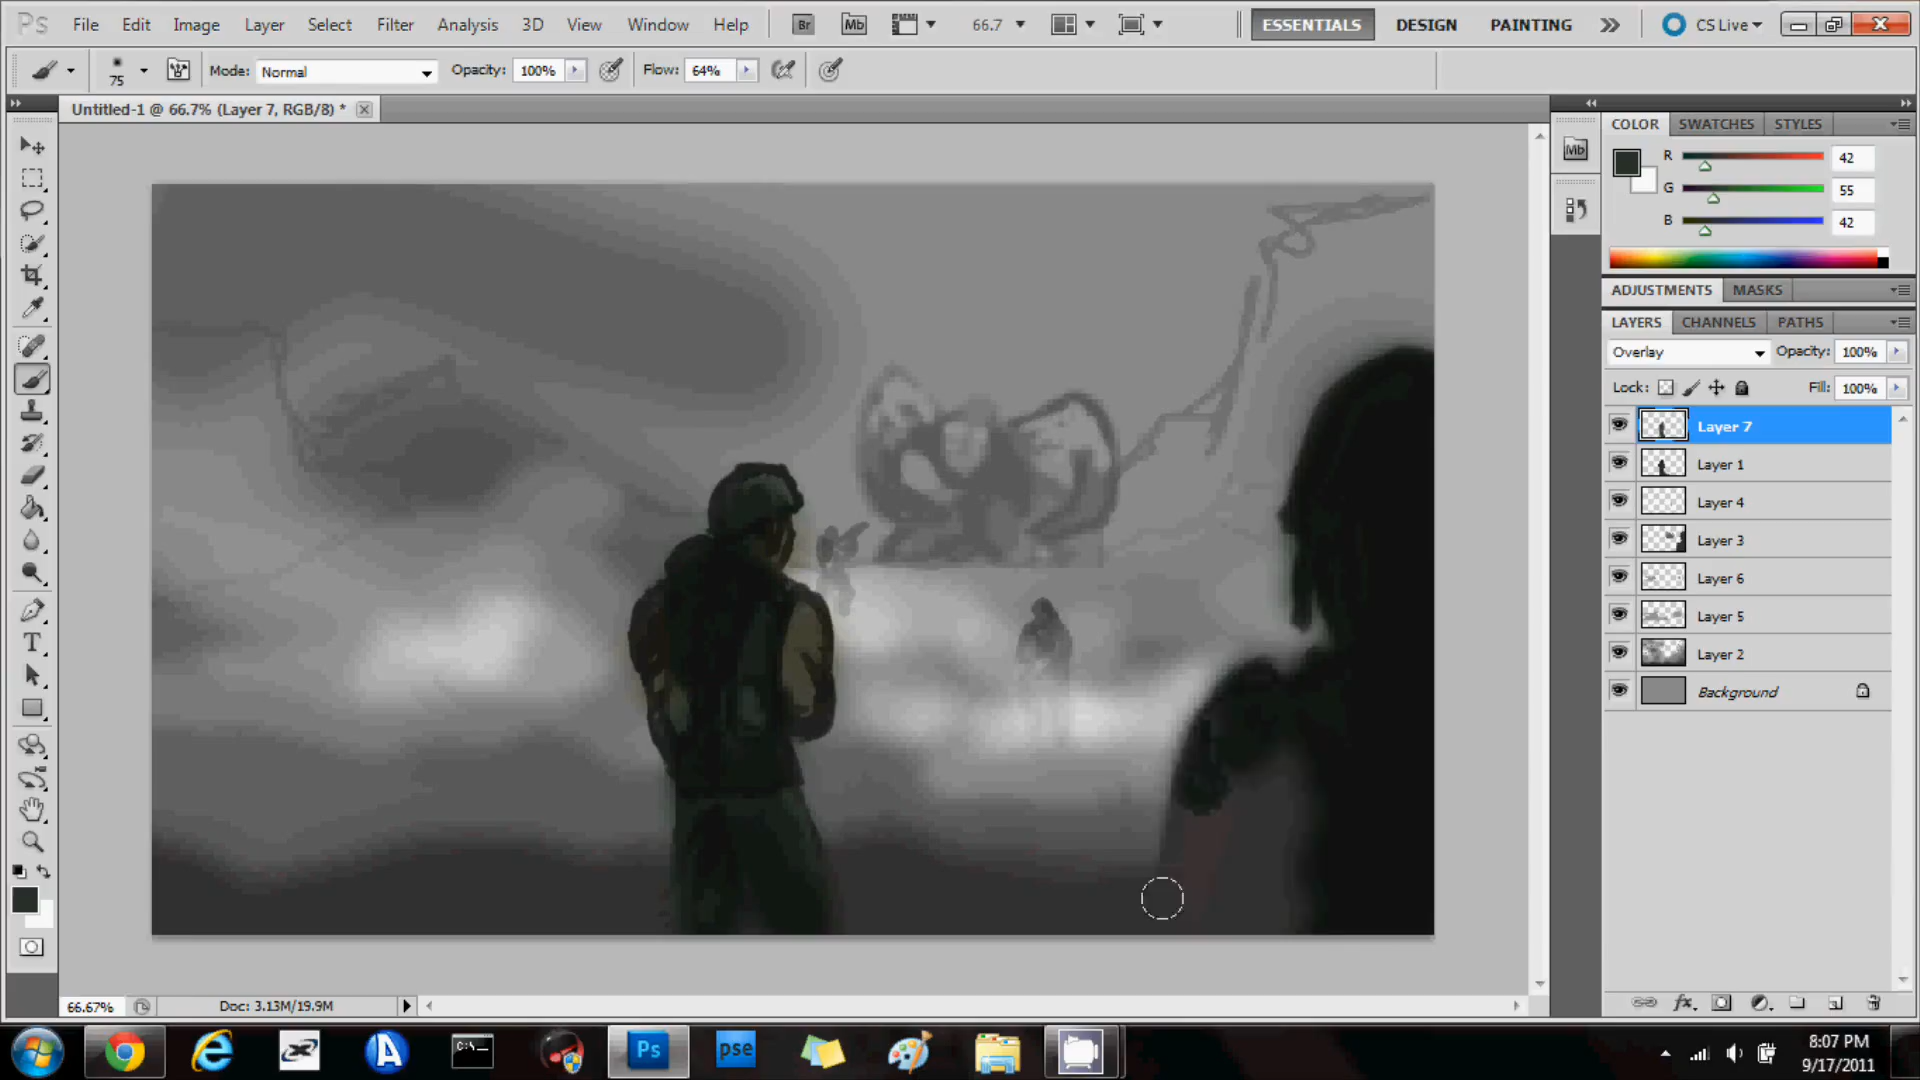 Ps File Edit Image Layer Select Filter Analysis 3D View Window Help Br Mb 66.7 ESSENTIALS DESIGN PAINTING CS Live
75 Mode: Normal Opacity: 100% Flow: 64%
Untitled-1 @ 66.7% (Layer 7, RGB/8) *
COLOR SWATCHES STYLES
Mb
R 42
G 55
B 42
ADJUSTMENTS MASKS
LAYERS CHANNELS PATHS
Overlay Opacity: 100%
Lock: Fill: 100%
Layer 7
Layer 1
Layer 4
Layer 3
Layer 6
Layer 5
Layer 2
Background
T
fx
66.67% Doc: 3.13M/19.9M
C:\_
Ps pse
8:07 PM
9/17/2011